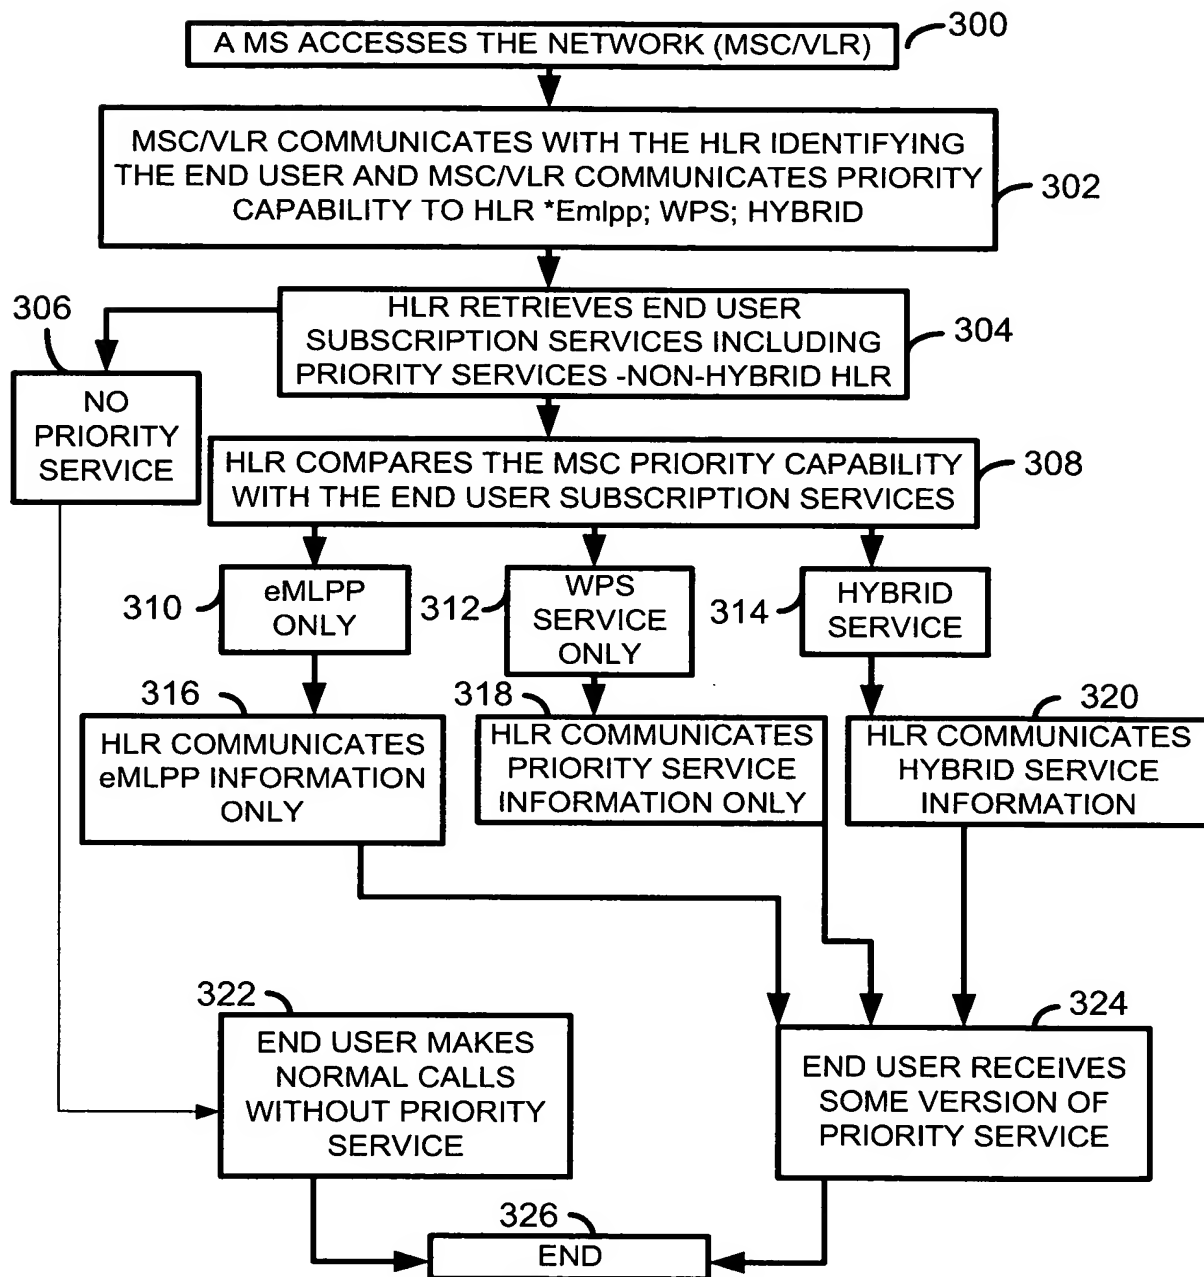 A MS ACCESSES THE NETWORK (MSC/VLR)
300
MSC/VLR COMMUNICATES WITH THE HLR IDENTIFYING
THE END USER AND MSC/VLR COMMUNICATES PRIORITY
CAPABILITY TO HLR *Emlpp; WPS; HYBRID
302
306
HLR RETRIEVES END USER
SUBSCRIPTION SERVICES INCLUDING
PRIORITY SERVICES -NON-HYBRID HLR
304
NO
PRIORITY
SERVICE
HLR COMPARES THE MSC PRIORITY CAPABILITY
WITH THE END USER SUBSCRIPTION SERVICES
308
310
eMLPP
ONLY
312
WPS
SERVICE
ONLY
314
HYBRID
SERVICE
316
HLR COMMUNICATES
eMLPP INFORMATION
ONLY
318
HLR COMMUNICATES
PRIORITY SERVICE
INFORMATION ONLY
320
HLR COMMUNICATES
HYBRID SERVICE
INFORMATION
322
END USER MAKES
NORMAL CALLS
WITHOUT PRIORITY
SERVICE
324
END USER RECEIVES
SOME VERSION OF
PRIORITY SERVICE
326
END